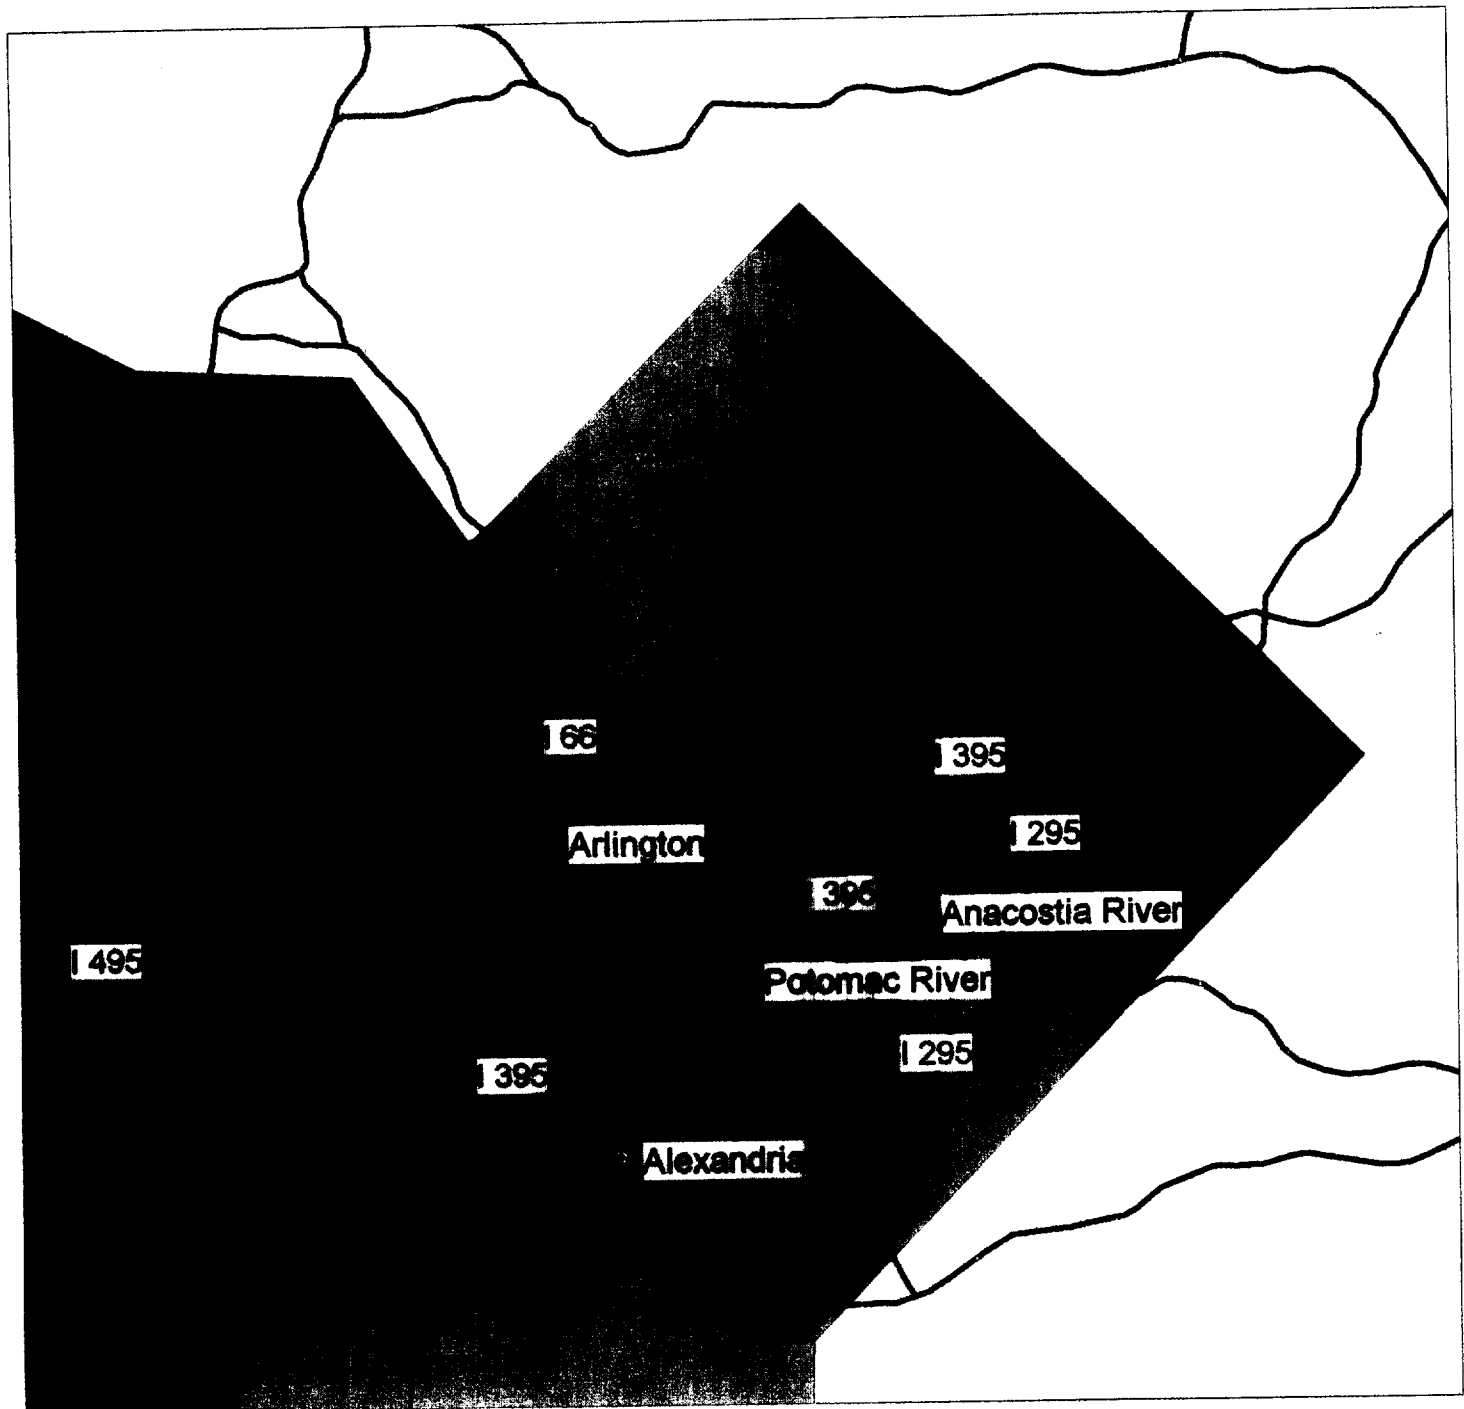 I 66
I 395
I 295
Arlington
I 395
Anacostia River
I 495
Potomac River
I 295
I 395
Alexandria